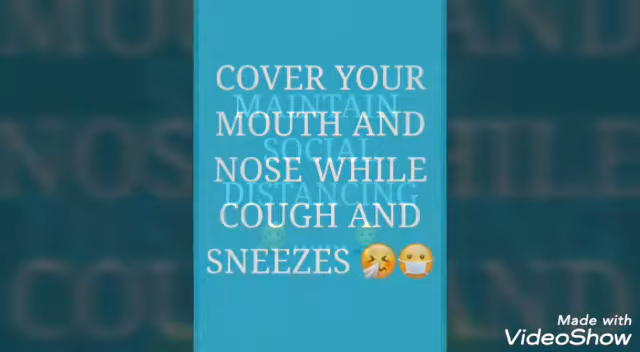 COVER YOUR
MAINTAIN
MOUTH AND
SOCIAL
NOSE WHILE
DISTANCING
COUGH AND
SNEEZES 🤧😷
Made with
VideoShow